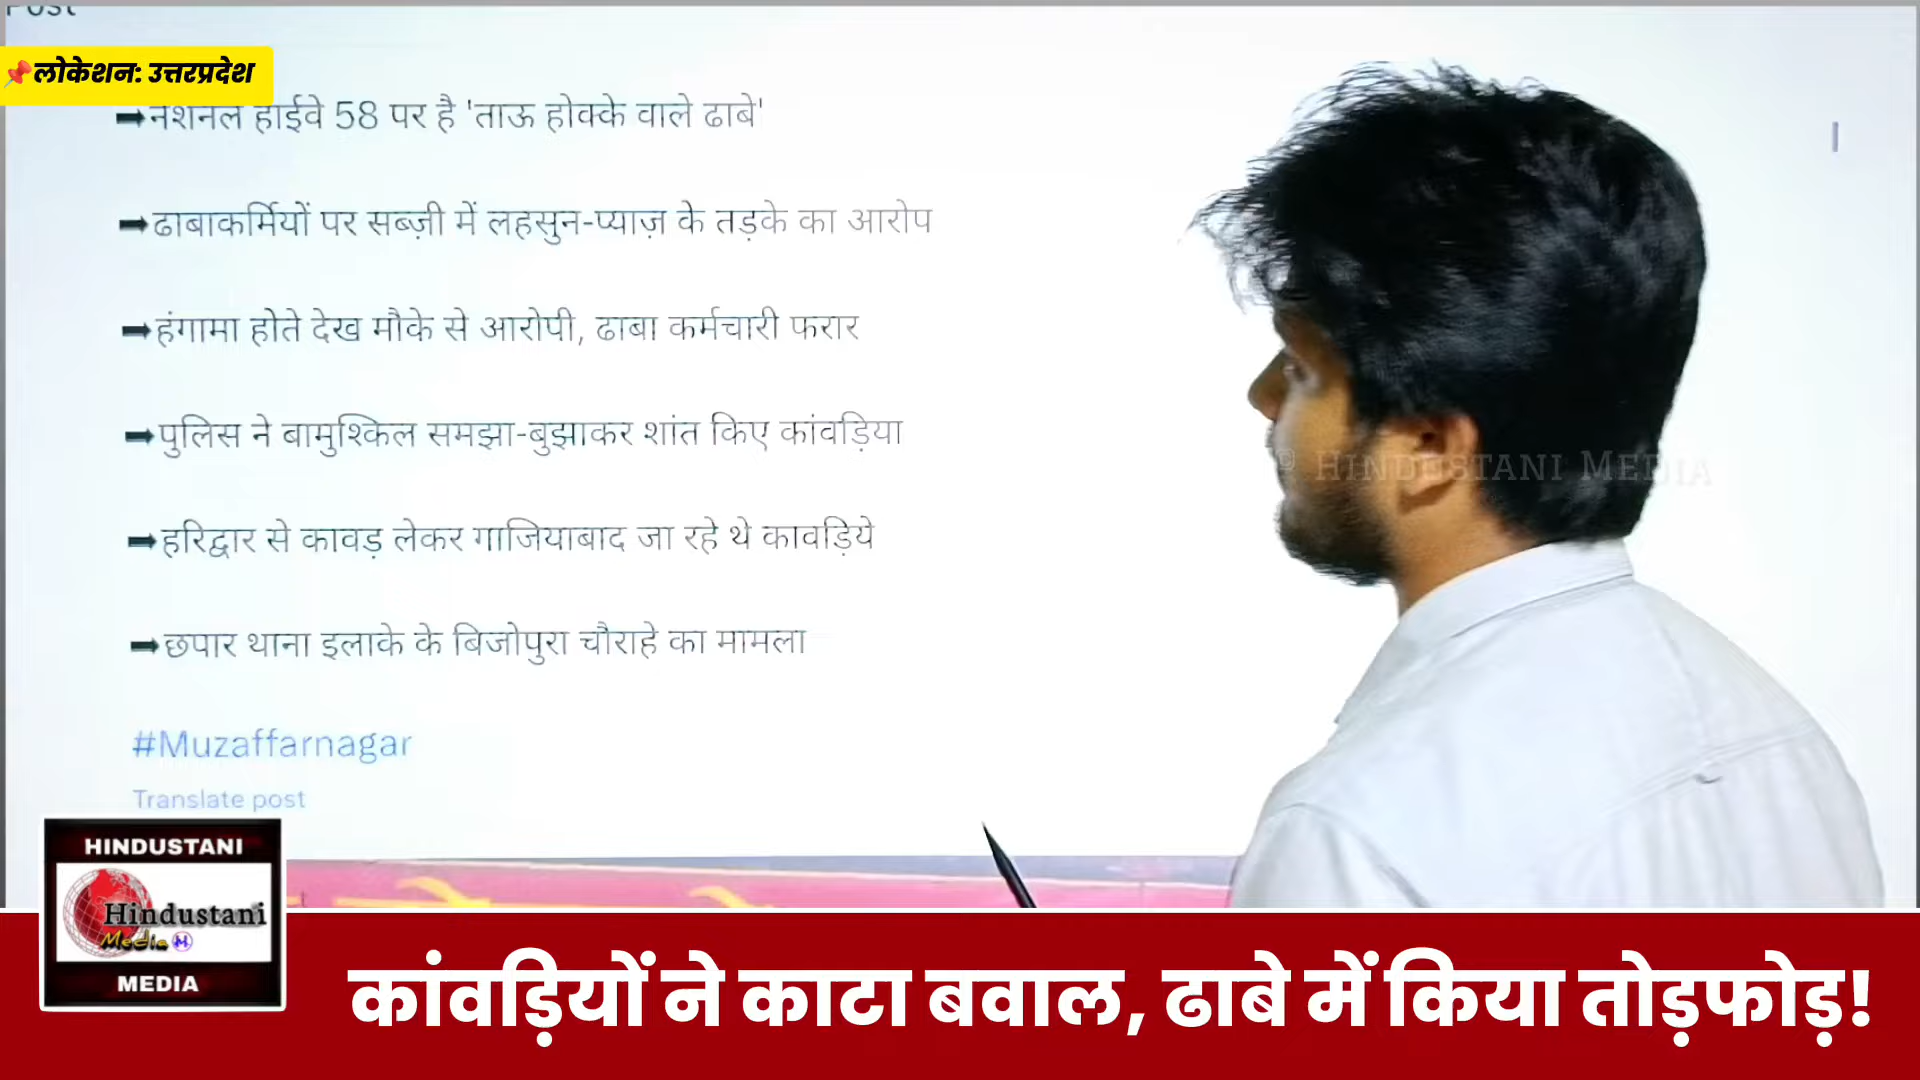 Post
📌लोकेशन: उत्तरप्रदेश
➡नेशनल हाईवे 58 पर है 'ताऊ होक्के वाले ढाबे'
➡ढाबाकर्मियों पर सब्ज़ी में लहसुन-प्याज़ के तड़के का आरोप
➡हंगामा होते देख मौके से आरोपी, ढाबा कर्मचारी फरार
➡पुलिस ने बामुश्किल समझा-बुझाकर शांत किए कांवड़िया
➡हरिद्वार से कावड़ लेकर गाजियाबाद जा रहे थे कावड़िये
➡छपार थाना इलाके के बिजोपुरा चौराहे का मामला
#Muzaffarnagar
Translate post
© HINDUSTANI MEDIA
HINDUSTANI
Hindustani
Media M
MEDIA
कांवड़ियों ने काटा बवाल, ढाबे में किया तोड़फोड़!